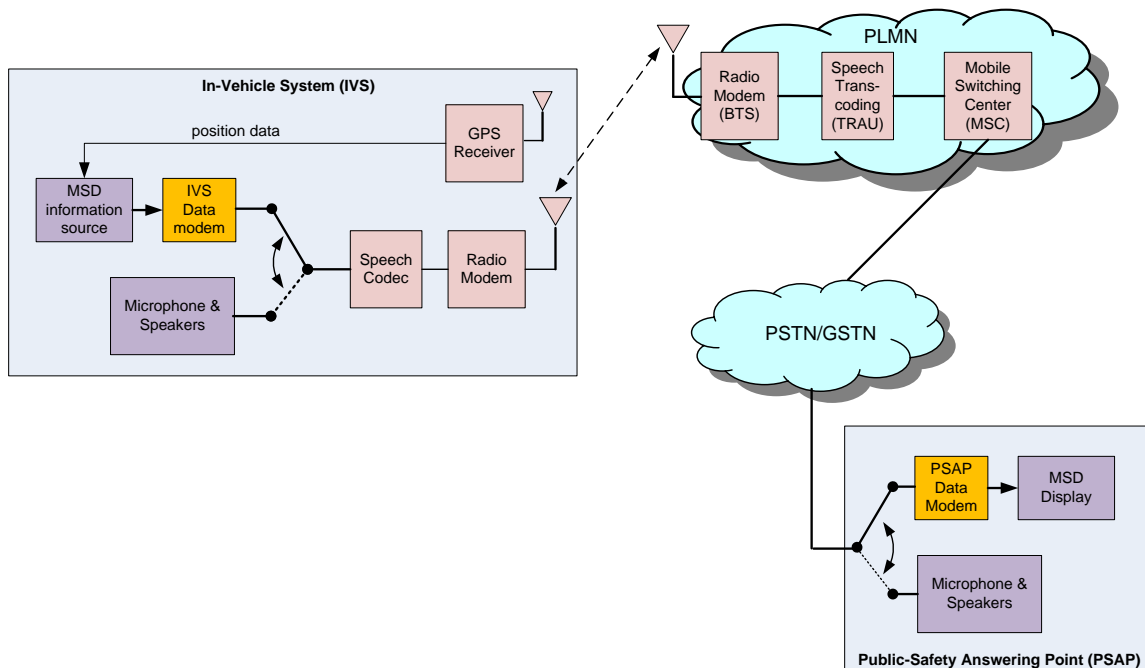 In-Vehicle System (IVS)
position data
GPS
Receiver
MSD
information
source
IVS
Data
modem
Speech
Codec
Radio
Modem
Microphone &
Speakers
PLMN
Radio
Modem
(BTS)
Speech
Trans-
coding
(TRAU)
Mobile
Switching
Center
(MSC)
PSTN/GSTN
PSAP
Data
Modem
MSD
Display
Microphone &
Speakers
Public-Safety Answering Point (PSAP)